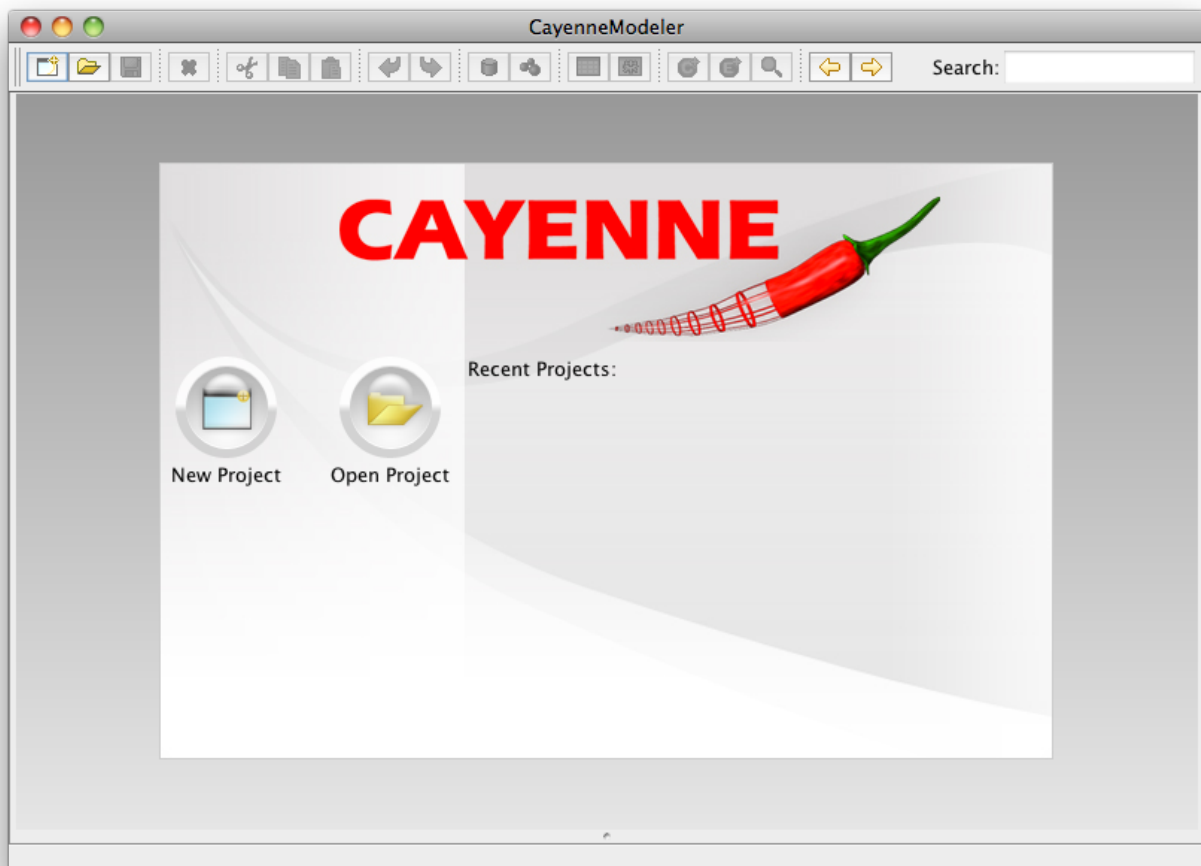 CayenneModeler
Search:
CAYENNE
Recent Projects:
New Project
Open Project